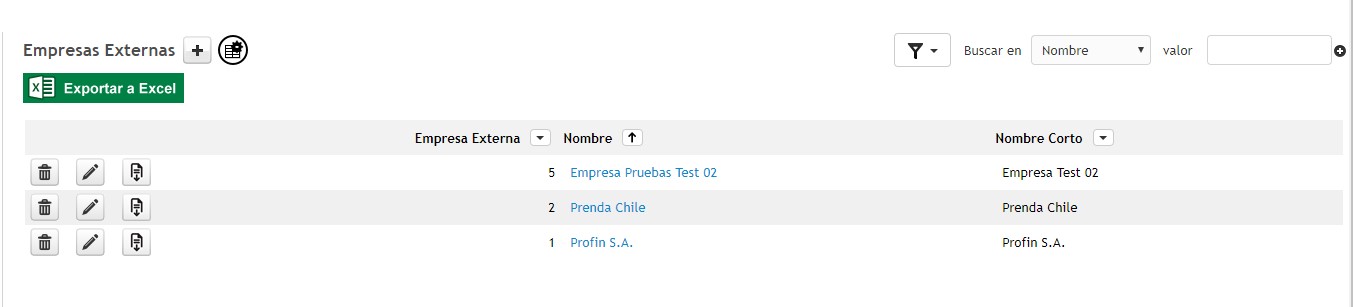 Empresas Externas
Buscar en Nombre valor
Exportar a Excel
Empresa Externa Nombre Nombre Corto
5 Empresa Pruebas Test 02 Empresa Test 02
2 Prenda Chile Prenda Chile
1 Profin S.A. Profin S.A.